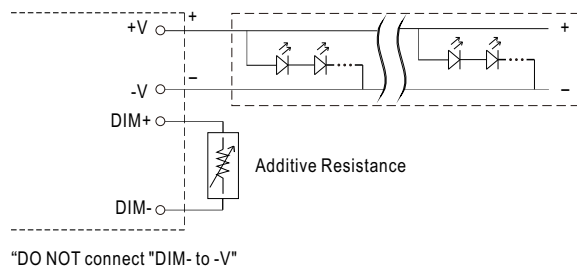 +V
+
+
-V
−
−
DIM+
Additive Resistance
DIM-
“DO NOT connect "DIM- to -V"